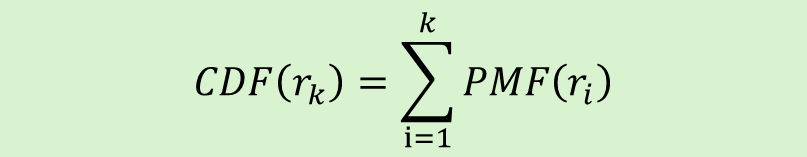 CDF(r_k) = \sum_{i=1}^{k} PMF(r_i)